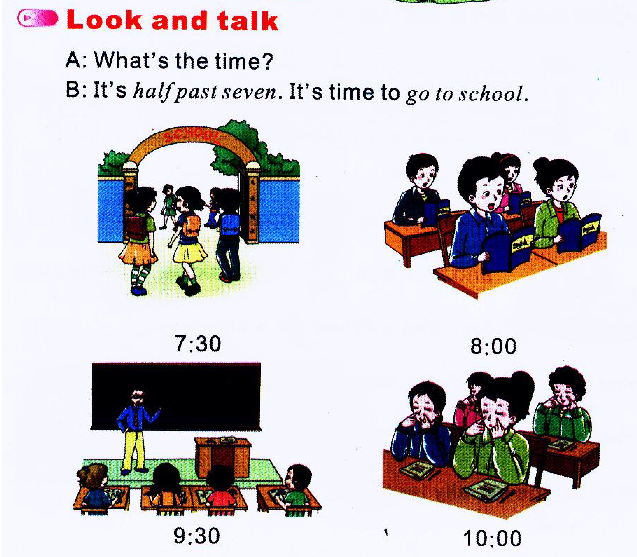 Look and talk
A: What's the time?
B: It's half past seven. It's time to go to school.
SCHOOL
7:30
8:00
9:30
10:00